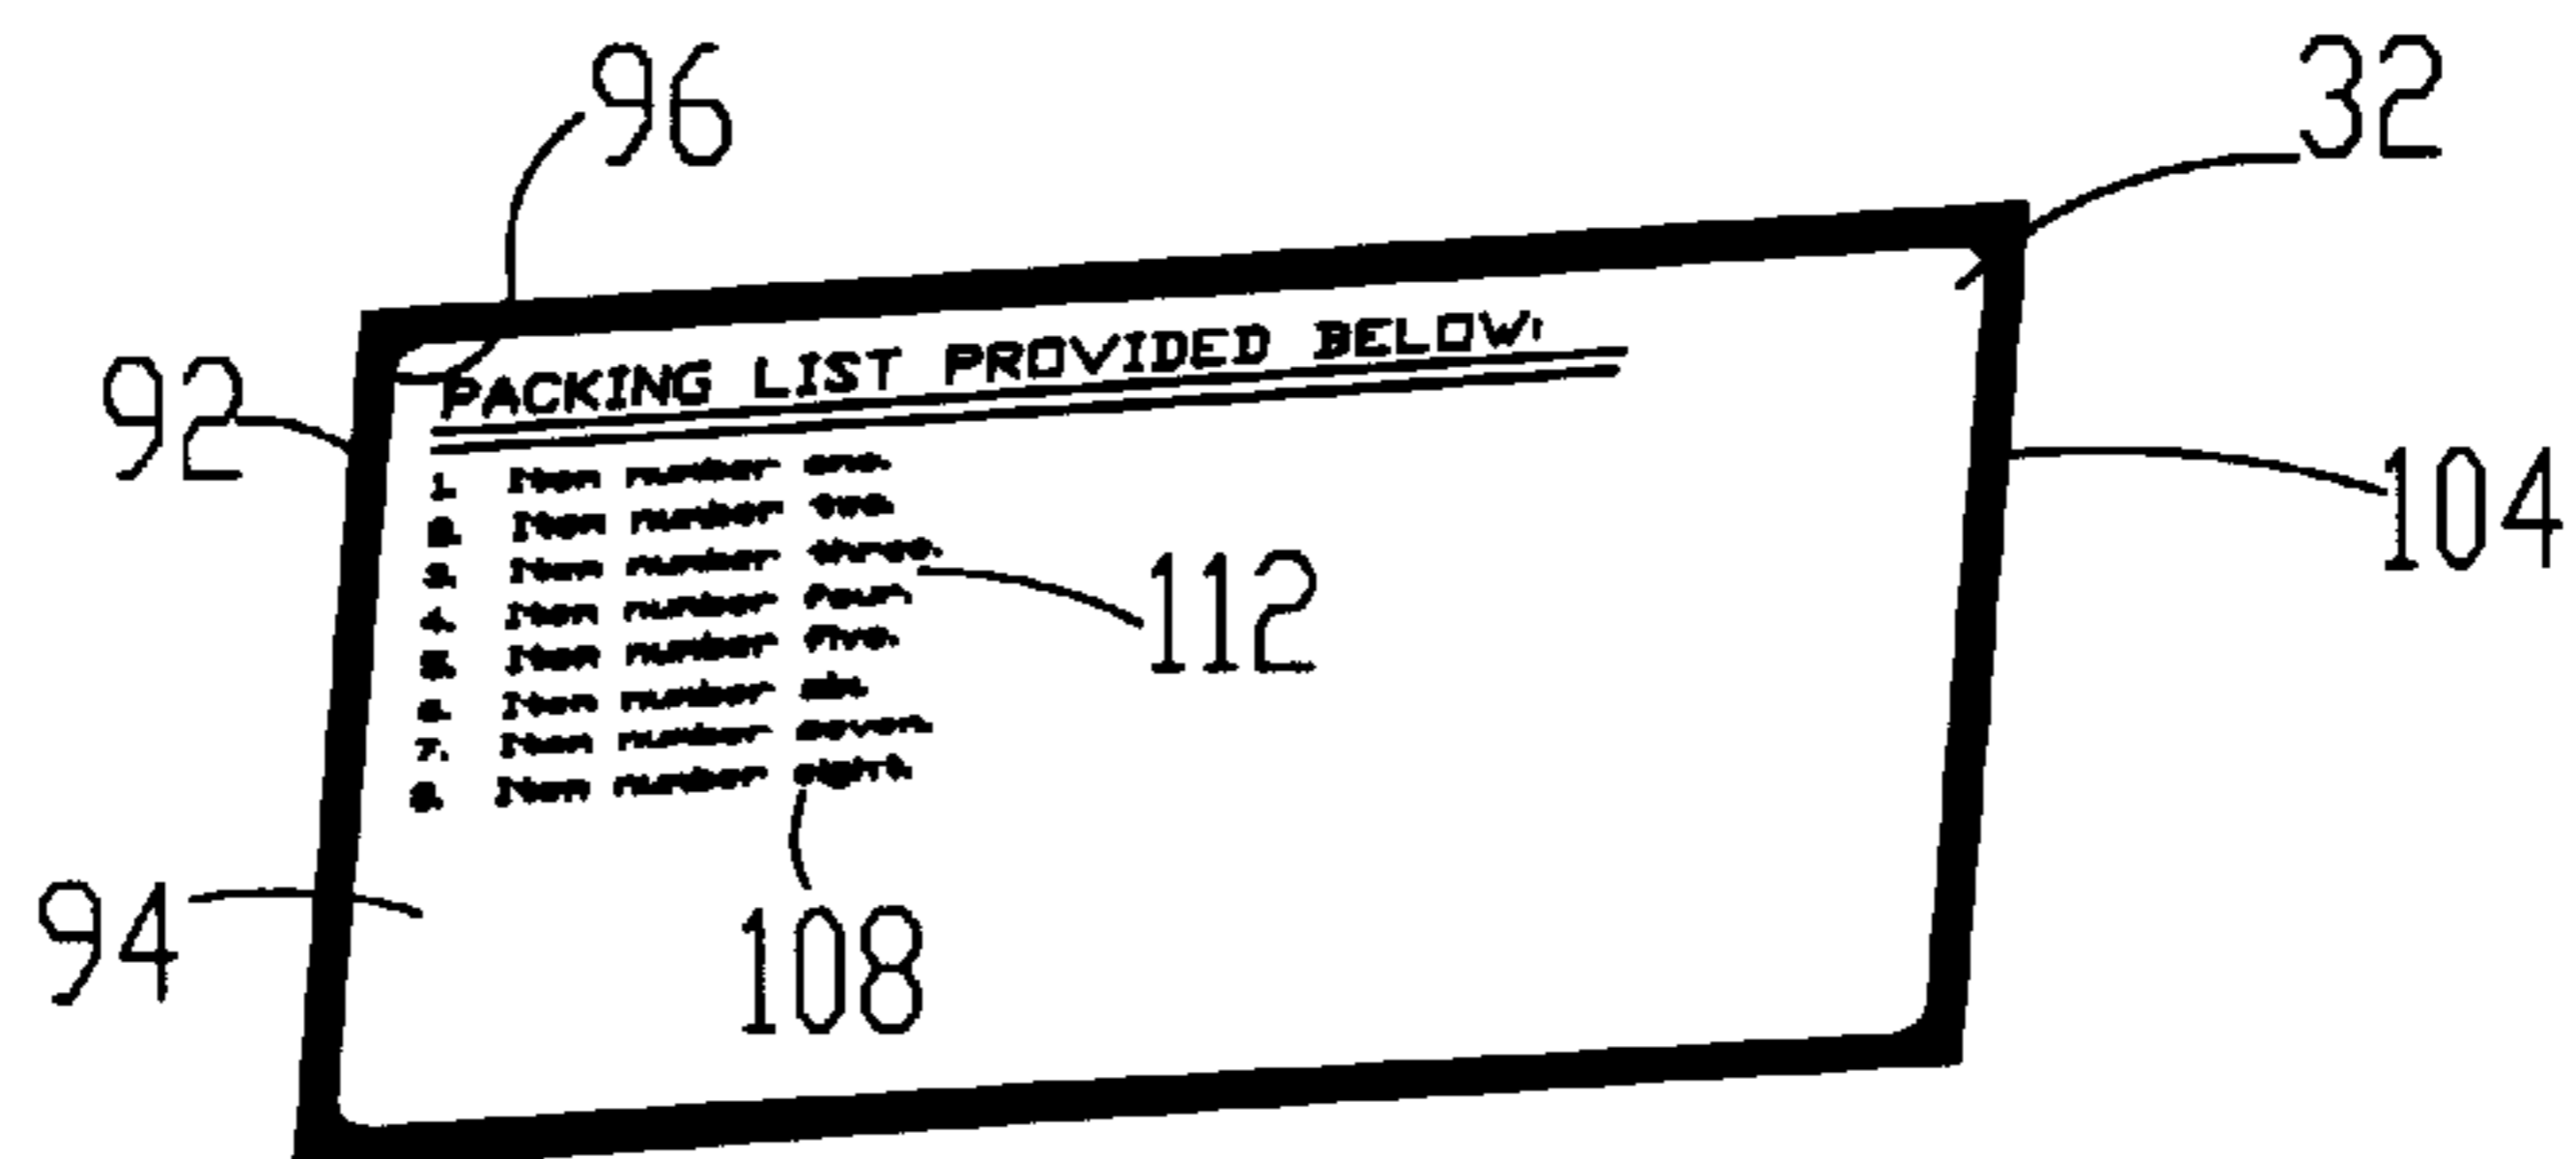 96
32
PACKING LIST PROVIDED BELOW:
92
1. Item number one.
2. Item number two.
104
3. Item number three.
112
4. Item number four.
5. Item number five.
6. Item number six.
7. Item number seven.
8. Item number eight.
94
108